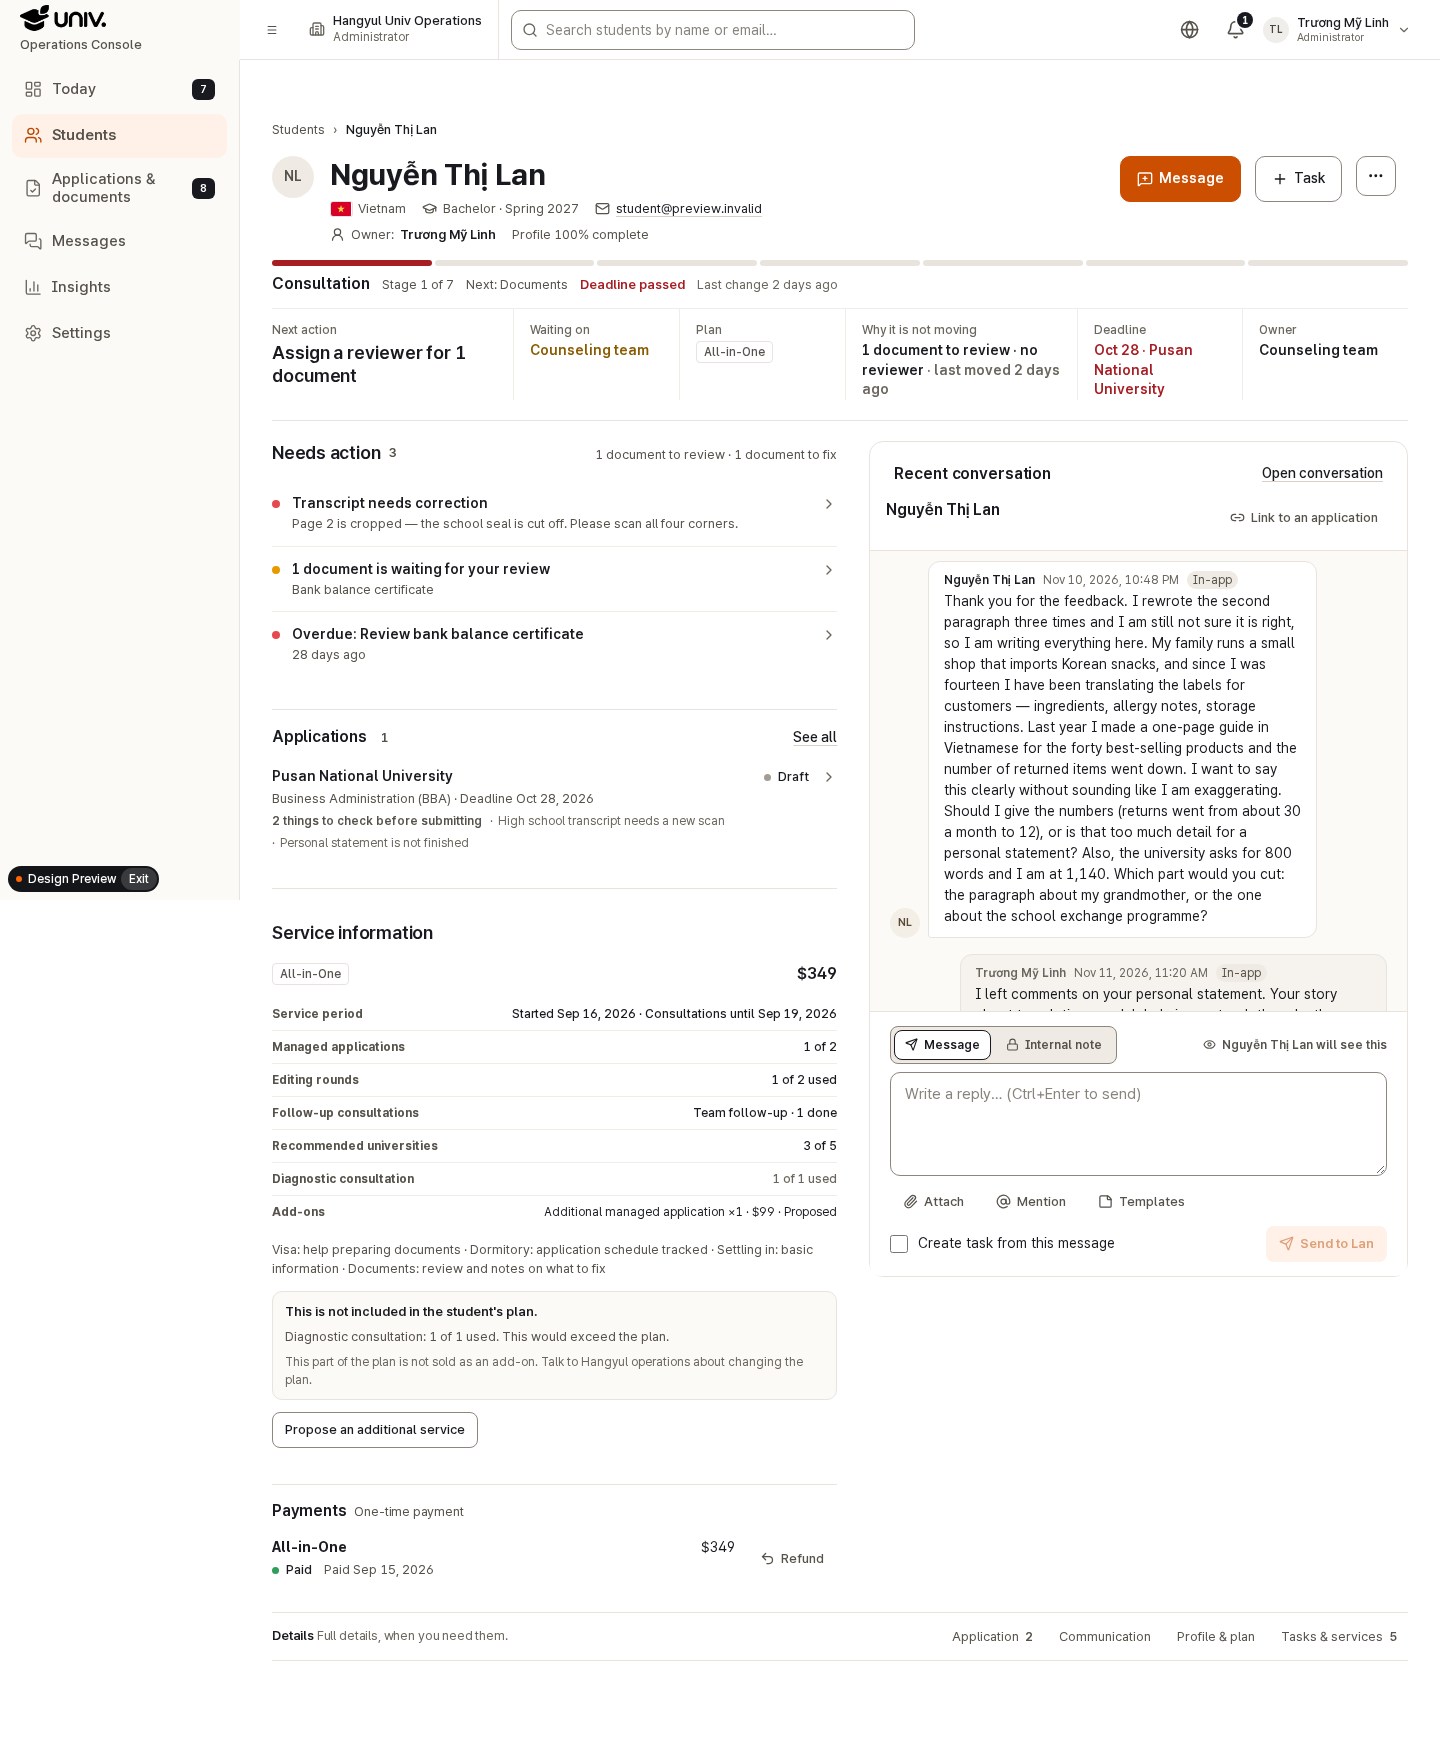 univ.
Operations Console
Today 7
Students
Applications & documents 8
Messages
Insights
Settings
Design Preview Exit
Hangyul Univ Operations
Administrator
Search students by name or email...
1
TL
Trương Mỹ Linh
Administrator
Students › Nguyễn Thị Lan
NL
Nguyễn Thị Lan
Vietnam Bachelor · Spring 2027 student@preview.invalid
Owner: Trương Mỹ Linh Profile 100% complete
Message
Task
Consultation Stage 1 of 7 Next: Documents Deadline passed Last change 2 days ago
Next action
Assign a reviewer for 1
document
Waiting on
Counseling team
Plan
All-in-One
Why it is not moving
1 document to review · no
reviewer · last moved 2 days
ago
Deadline
Oct 28 · Pusan
National
University
Owner
Counseling team
Needs action 3
1 document to review · 1 document to fix
Transcript needs correction
Page 2 is cropped — the school seal is cut off. Please scan all four corners.
1 document is waiting for your review
Bank balance certificate
Overdue: Review bank balance certificate
28 days ago
Applications 1
See all
Pusan National University
Draft
Business Administration (BBA) · Deadline Oct 28, 2026
2 things to check before submitting · High school transcript needs a new scan
· Personal statement is not finished
Service information
All-in-One $349
Service period Started Sep 16, 2026 · Consultations until Sep 19, 2026
Managed applications 1 of 2
Editing rounds 1 of 2 used
Follow-up consultations Team follow-up · 1 done
Recommended universities 3 of 5
Diagnostic consultation 1 of 1 used
Add-ons Additional managed application ×1 · $99 · Proposed
Visa: help preparing documents · Dormitory: application schedule tracked · Settling in: basic
information · Documents: review and notes on what to fix
This is not included in the student's plan.
Diagnostic consultation: 1 of 1 used. This would exceed the plan.
This part of the plan is not sold as an add-on. Talk to Hangyul operations about changing the
plan.
Propose an additional service
Payments One-time payment
All-in-One $349
Paid Paid Sep 15, 2026
Refund
Recent conversation
Open conversation
Nguyễn Thị Lan
Link to an application
Nguyễn Thị Lan Nov 10, 2026, 10:48 PM In-app
Thank you for the feedback. I rewrote the second
paragraph three times and I am still not sure it is right,
so I am writing everything here. My family runs a small
shop that imports Korean snacks, and since I was
fourteen I have been translating the labels for
customers — ingredients, allergy notes, storage
instructions. Last year I made a one-page guide in
Vietnamese for the forty best-selling products and the
number of returned items went down. I want to say
this clearly without sounding like I am exaggerating.
Should I give the numbers (returns went from about 30
a month to 12), or is that too much detail for a
personal statement? Also, the university asks for 800
words and I am at 1,140. Which part would you cut:
the paragraph about my grandmother, or the one
about the school exchange programme?
NL
Trương Mỹ Linh Nov 11, 2026, 11:20 AM In-app
I left comments on your personal statement. Your story
Message
Internal note
Nguyễn Thị Lan will see this
Write a reply... (Ctrl+Enter to send)
Attach Mention Templates
Create task from this message
Send to Lan
Details Full details, when you need them.
Application 2 Communication Profile & plan Tasks & services 5